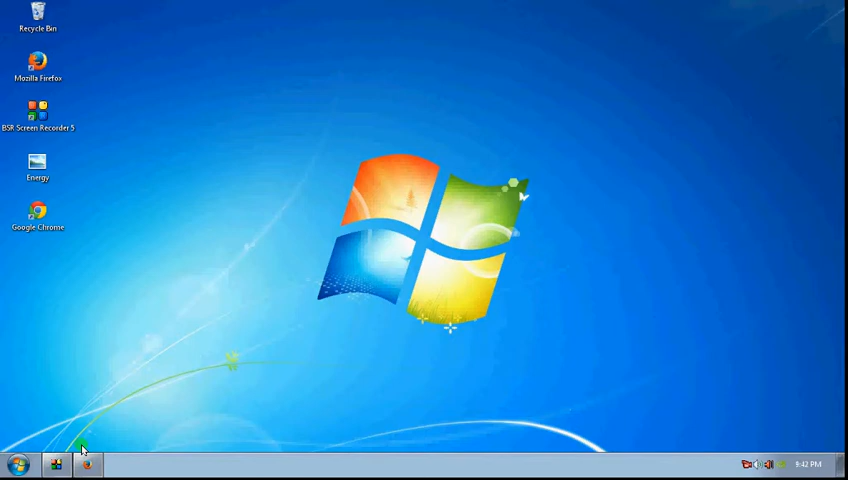 Recycle Bin
Mozilla Firefox
BSR Screen Recorder 5
Energy
Google Chrome
9:42 PM